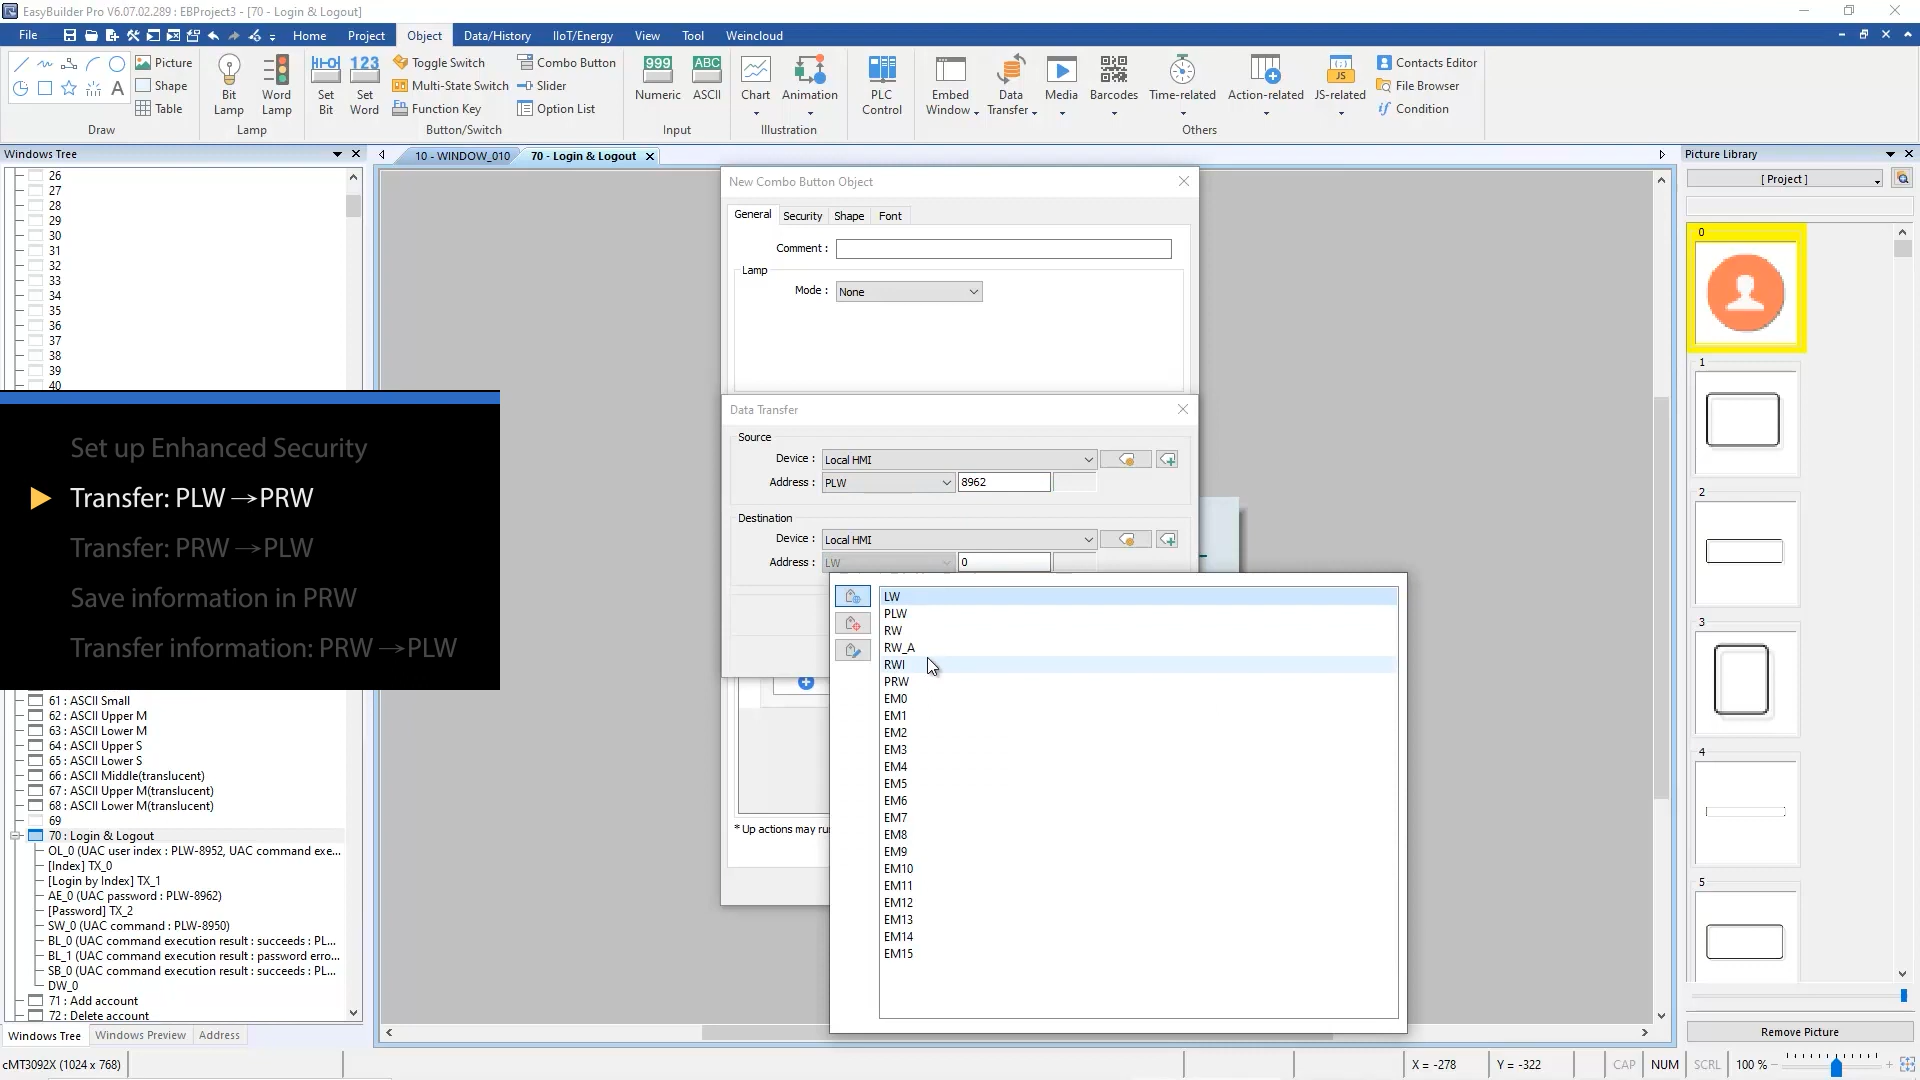 EasyBuilder Pro V6.07.02.289 : EBProject3 - [70 - Login & Logout]
File Home Project Object Data/History IIoT/Energy View Tool Weincloud
Picture
Shape
Table
Draw
Bit Lamp
Word Lamp
Lamp
Set Bit
Set Word
Toggle Switch
Multi-State Switch
Function Key
Combo Button
Slider
Option List
Button/Switch
Numeric
ASCII
Input
Chart
Animation
Illustration
PLC Control
Embed Window
Data Transfer
Media
Barcodes
Time-related
Action-related
JS-related
Contacts Editor
File Browser
Condition
Others
Windows Tree
10 - WINDOW_010
70 - Login & Logout
Picture Library
[ Project ]
26
27
28
29
30
31
32
33
34
35
36
37
38
39
40
Set up Enhanced Security
Transfer: PLW →PRW
Transfer: PRW →PLW
Save information in PRW
Transfer information: PRW →PLW
61 : ASCII Small
62 : ASCII Upper M
63 : ASCII Lower M
64 : ASCII Upper S
65 : ASCII Lower S
66 : ASCII Middle(translucent)
67 : ASCII Upper M(translucent)
68 : ASCII Lower M(translucent)
69
70 : Login & Logout
OL_0 (UAC user index : PLW-8952, UAC command exe...
[Index] TX_0
[Login by Index] TX_1
AE_0 (UAC password : PLW-8962)
[Password] TX_2
SW_0 (UAC command : PLW-8950)
BL_0 (UAC command execution result : succeeds : PL...
BL_1 (UAC command execution result : password erro...
SB_0 (UAC command execution result : succeeds : PL...
DW_0
71 : Add account
72 : Delete account
Windows Tree Windows Preview Address
New Combo Button Object
General Security Shape Font
Comment :
Lamp
Mode : None
Data Transfer
Source
Device : Local HMI
Address : PLW 8962
Destination
Device : Local HMI
Address : LW 0
LW
PLW
RW
RW_A
RWI
PRW
EM0
EM1
EM2
EM3
EM4
EM5
EM6
EM7
EM8
EM9
EM10
EM11
EM12
EM13
EM14
EM15
* Up actions may ru
0
1
2
3
4
5
Remove Picture
cMT3092X (1024 x 768)
X = -278 Y = -322 CAP NUM SCRL 100 %